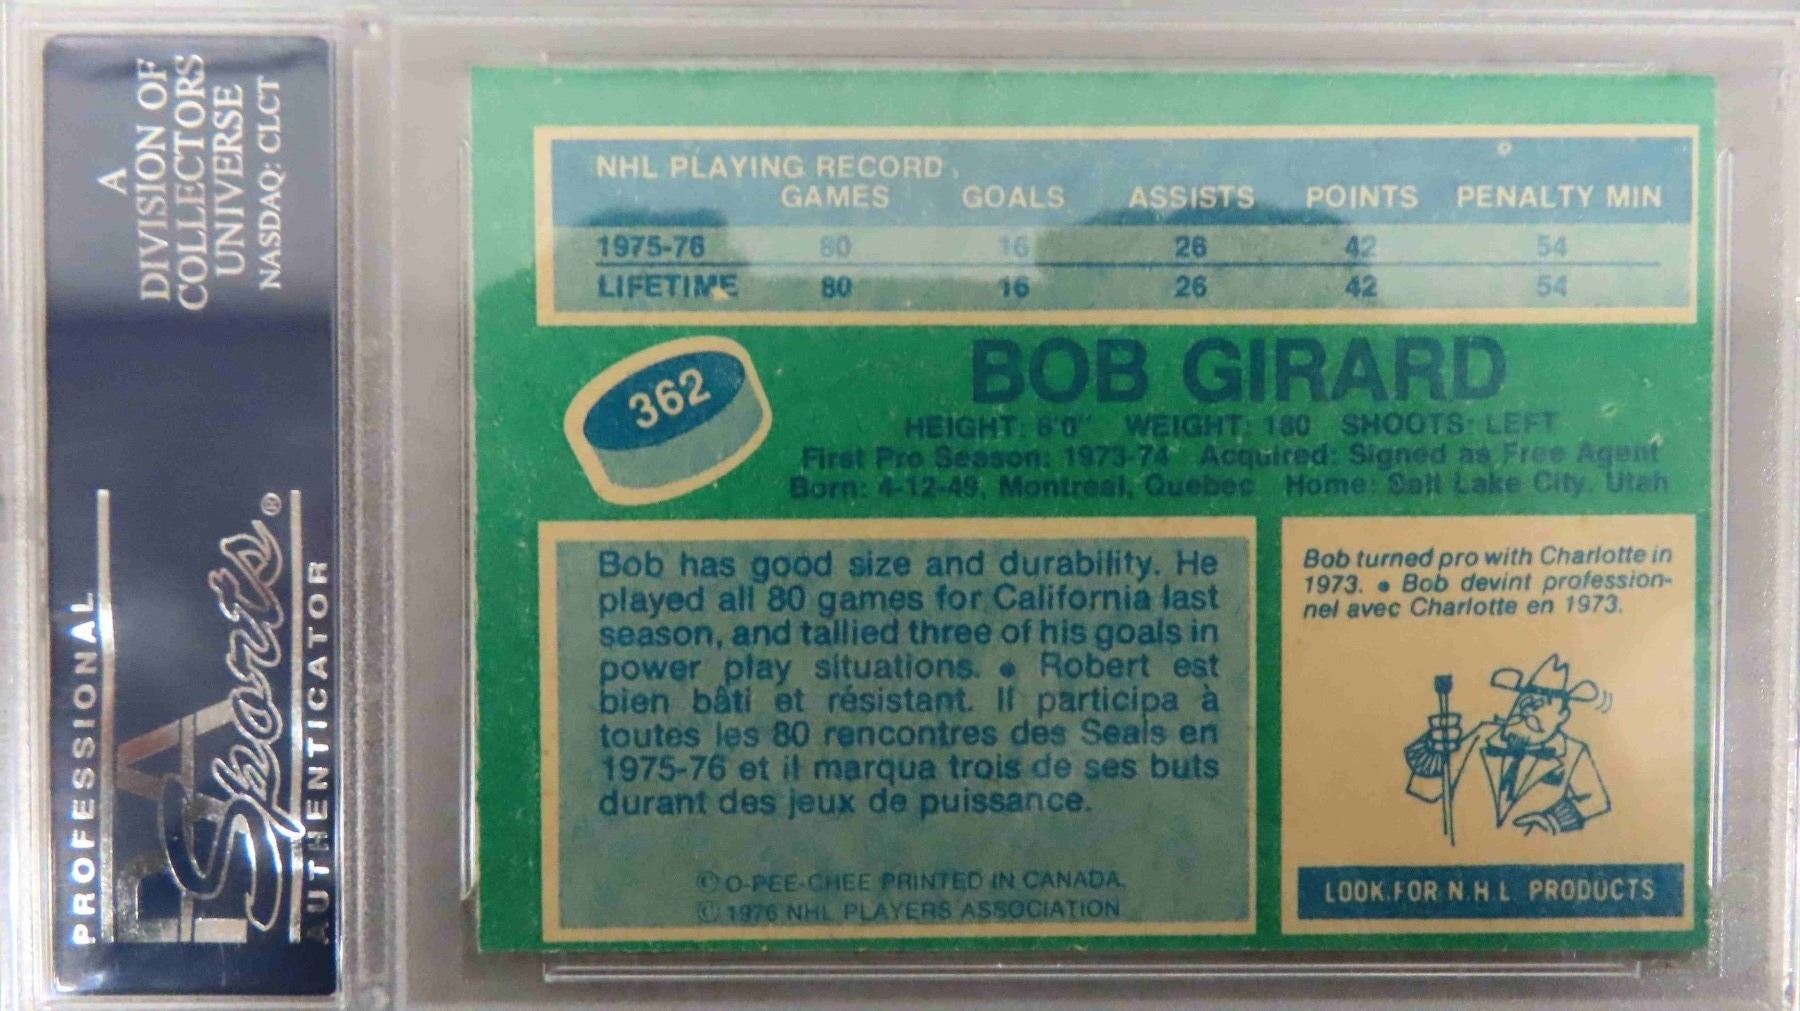 A
DIVISION OF
COLLECTORS
UNIVERSE
NASDAQ: CLCT
PROFESSIONAL
PSA
Sports®
AUTHENTICATOR
NHL PLAYING RECORD
GAMES GOALS ASSISTS POINTS PENALTY MIN
1975-76 80 16 26 42 54
LIFETIME 80 16 26 42 54
362
BOB GIRARD
HEIGHT: 6'0" WEIGHT: 180 SHOOTS: LEFT
First Pro Season: 1973-74 Acquired: Signed as Free Agent
Born: 4-12-49, Montreal, Quebec Home: Salt Lake City, Utah
Bob has good size and durability. He
played all 80 games for California last
season, and tallied three of his goals in
power play situations. ● Robert est
bien bâti et résistant. Il participa à
toutes les 80 rencontres des Seals en
1975-76 et il marqua trois de ses buts
durant des jeux de puissance.
© O-PEE-CHEE PRINTED IN CANADA.
© 1976 NHL PLAYERS ASSOCIATION
Bob turned pro with Charlotte in
1973. ● Bob devint profession-
nel avec Charlotte en 1973.
LOOK FOR N.H.L PRODUCTS